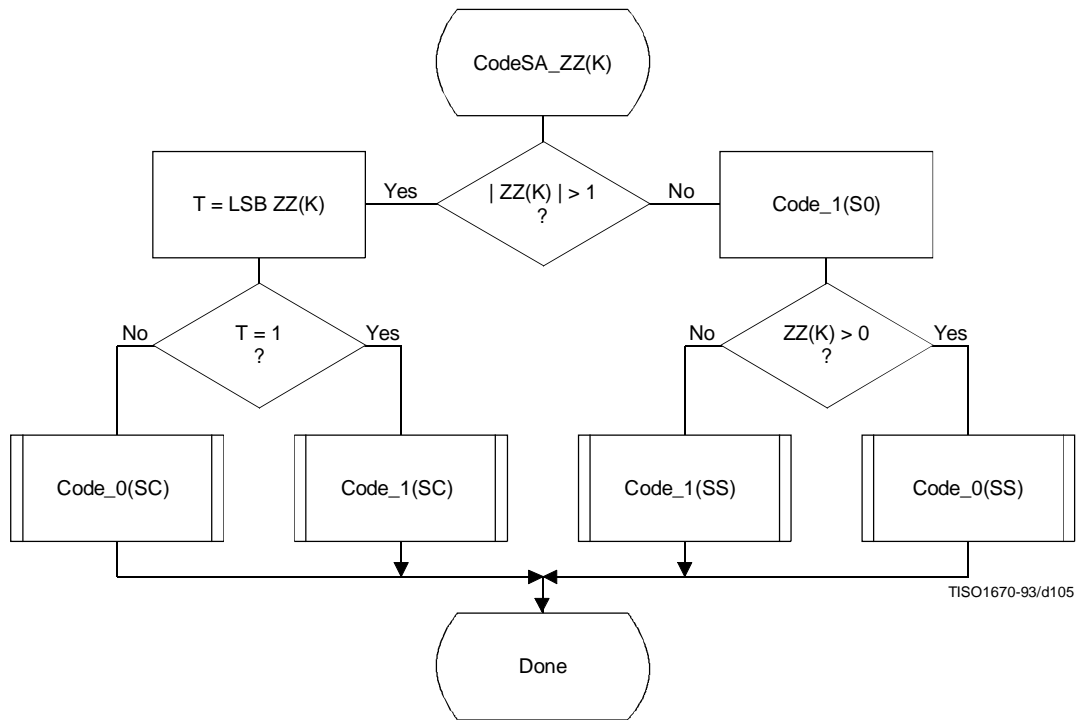 CodeSA_ZZ(K)
T = LSB ZZ(K)
Yes
| ZZ(K) | > 1
?
No
Code_1(S0)
No
T = 1
?
Yes
No
ZZ(K) > 0
?
Yes
Code_0(SC)
Code_1(SC)
Code_1(SS)
Code_0(SS)
TISO1670-93/d105
Done